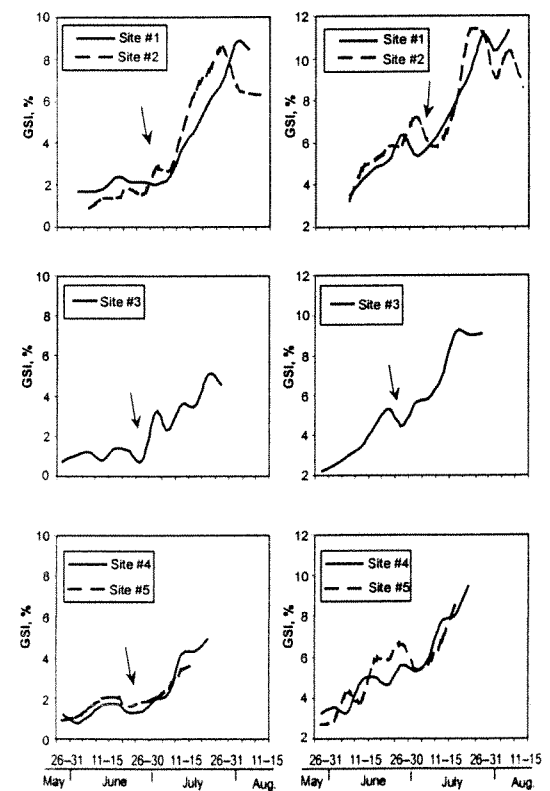 Site #1
Site #2
GSI, %
10
8
6
4
2
0
Site #1
Site #2
GSI, %
12
10
8
6
4
2
Site #3
GSI, %
10
8
6
4
2
0
Site #3
GSI, %
12
10
8
6
4
2
Site #4
Site #5
GSI, %
10
8
6
4
2
0
Site #4
Site #5
GSI, %
12
10
8
6
4
2
26–31 11–15 26–30 11–15 26–31 11–15
May June July Aug.
26–31 11–15 26–30 11–15 26–31 11–15
May June July Aug.